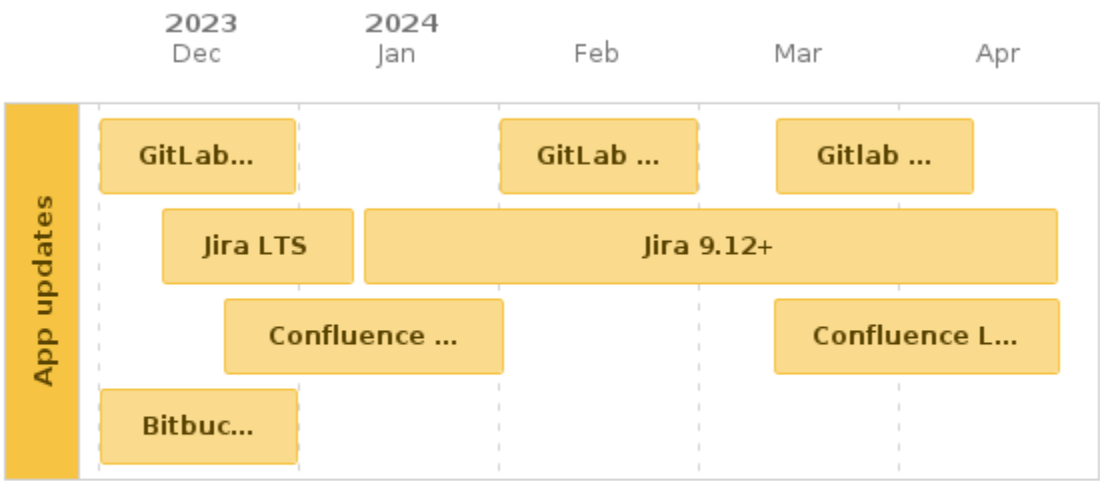 2023 2024
Dec Jan Feb Mar Apr
App updates
GitLab... GitLab ... Gitlab ...
Jira LTS Jira 9.12+
Confluence ... Confluence L...
Bitbuc...